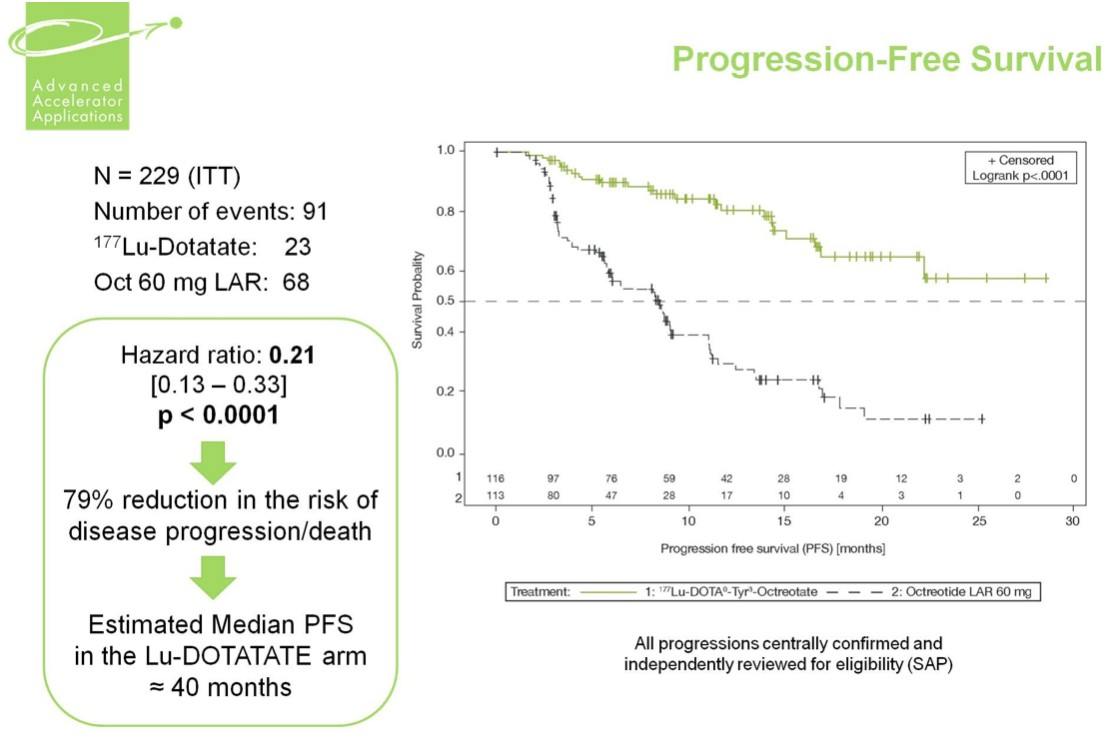 Advanced
Accelerator
Applications
Progression-Free Survival
N = 229 (ITT)
Number of events: 91
¹⁷⁷Lu-Dotatate: 23
Oct 60 mg LAR: 68
Hazard ratio: 0.21
[0.13 – 0.33]
p < 0.0001
79% reduction in the risk of
disease progression/death
Estimated Median PFS
in the Lu-DOTATATE arm
≈ 40 months
+ Censored
Logrank p<.0001
Survival Probality
1.0
0.8
0.6
0.5
0.4
0.2
0.0
1 116 97 76 59 42 28 19 12 3 2 0
2 113 80 47 28 17 10 4 3 1 0
0 5 10 15 20 25 30
Progression free survival (PFS) [months]
Treatment: 1: ¹⁷⁷Lu-DOTA⁰-Tyr³-Octreotate 2: Octreotide LAR 60 mg
All progressions centrally confirmed and
independently reviewed for eligibility (SAP)